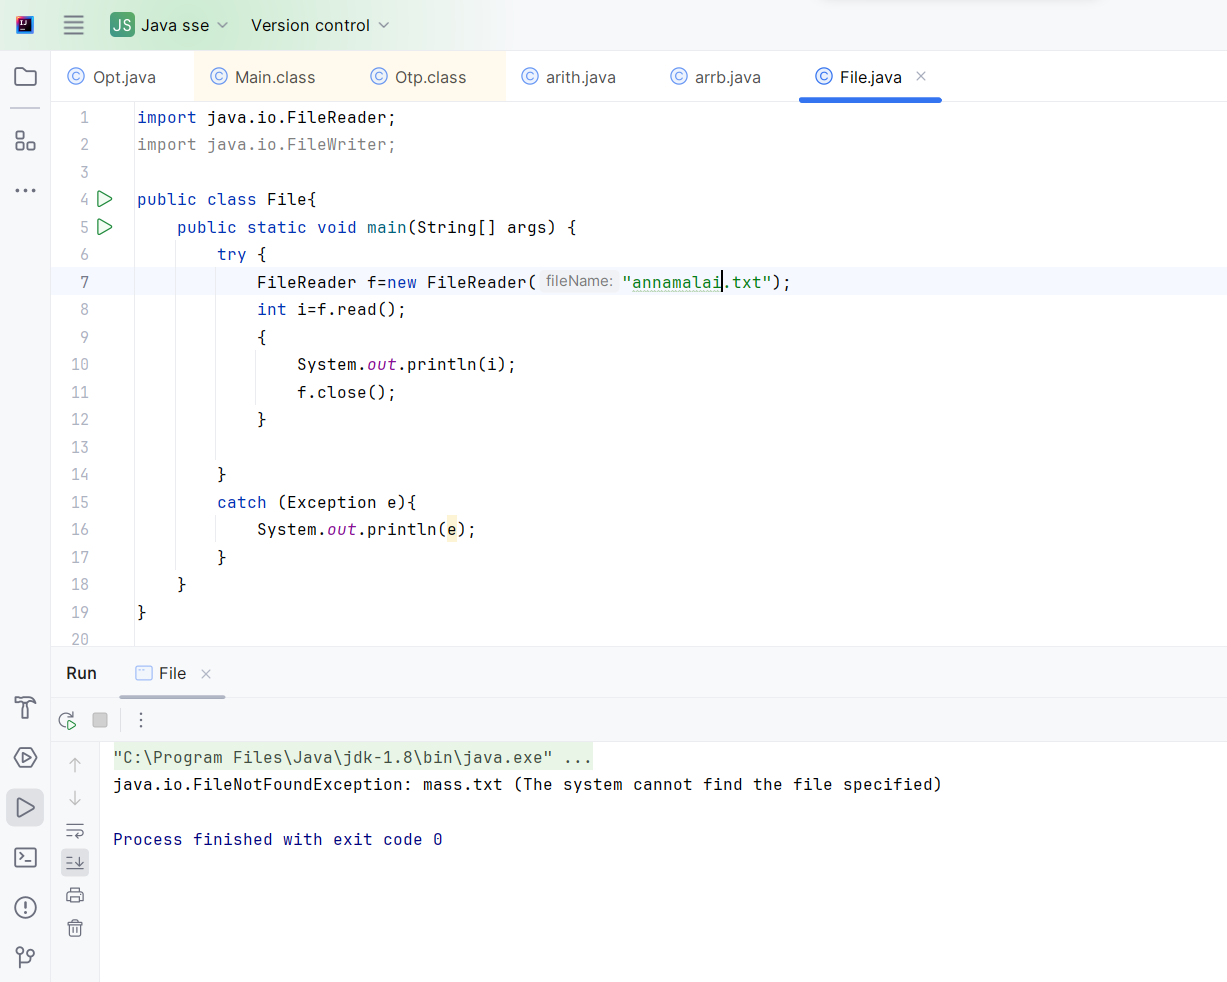 JS Java sse Version control
Opt.java Main.class Otp.class arith.java arrb.java File.java
1 import java.io.FileReader;
2 import java.io.FileWriter;
3
4 public class File{
5 public static void main(String[] args) {
6 try {
7 FileReader f=new FileReader( fileName: "annamalai.txt");
8 int i=f.read();
9 {
10 System.out.println(i);
11 f.close();
12 }
13
14 }
15 catch (Exception e){
16 System.out.println(e);
17 }
18 }
19 }
20
Run File
"C:\Program Files\Java\jdk-1.8\bin\java.exe" ...
java.io.FileNotFoundException: mass.txt (The system cannot find the file specified)
Process finished with exit code 0